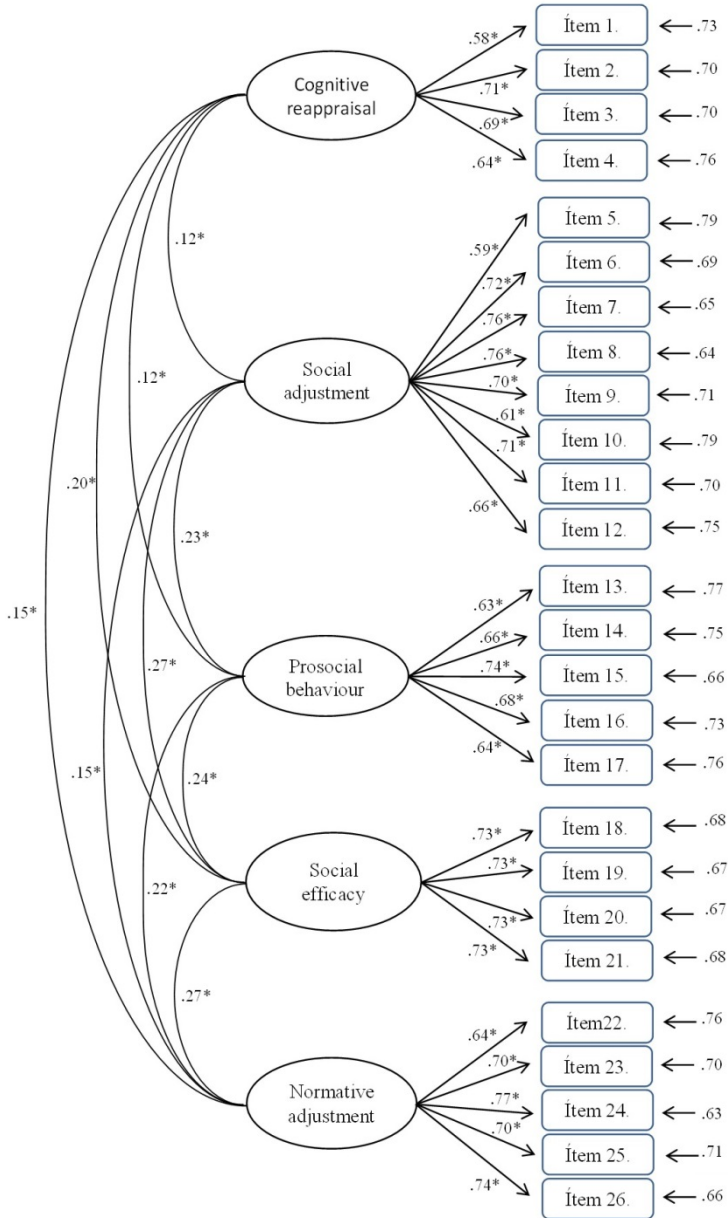 Cognitive
reappraisal
.58*
.71*
.69*
.64*
Ítem 1.
.73
Ítem 2.
.70
Ítem 3.
.70
Ítem 4.
.76
.12*
.12*
.20*
.15*
Social
adjustment
.59*
.72*
.76*
.76*
.70*
.61*
.71*
.66*
Ítem 5.
.79
Ítem 6.
.69
Ítem 7.
.65
Ítem 8.
.64
Ítem 9.
.71
Ítem 10.
.79
Ítem 11.
.70
Ítem 12.
.75
.23*
.27*
.15*
Prosocial
behaviour
.63*
.66*
.74*
.68*
.64*
Ítem 13.
.77
Ítem 14.
.75
Ítem 15.
.66
Ítem 16.
.73
Ítem 17.
.76
.24*
.22*
Social
efficacy
.73*
.73*
.73*
.73*
Ítem 18.
.68
Ítem 19.
.67
Ítem 20.
.67
Ítem 21.
.68
.27*
Normative
adjustment
.64*
.70*
.77*
.70*
.74*
Ítem22.
.76
Ítem 23.
.70
Ítem 24.
.63
Ítem 25.
.71
Ítem 26.
.66